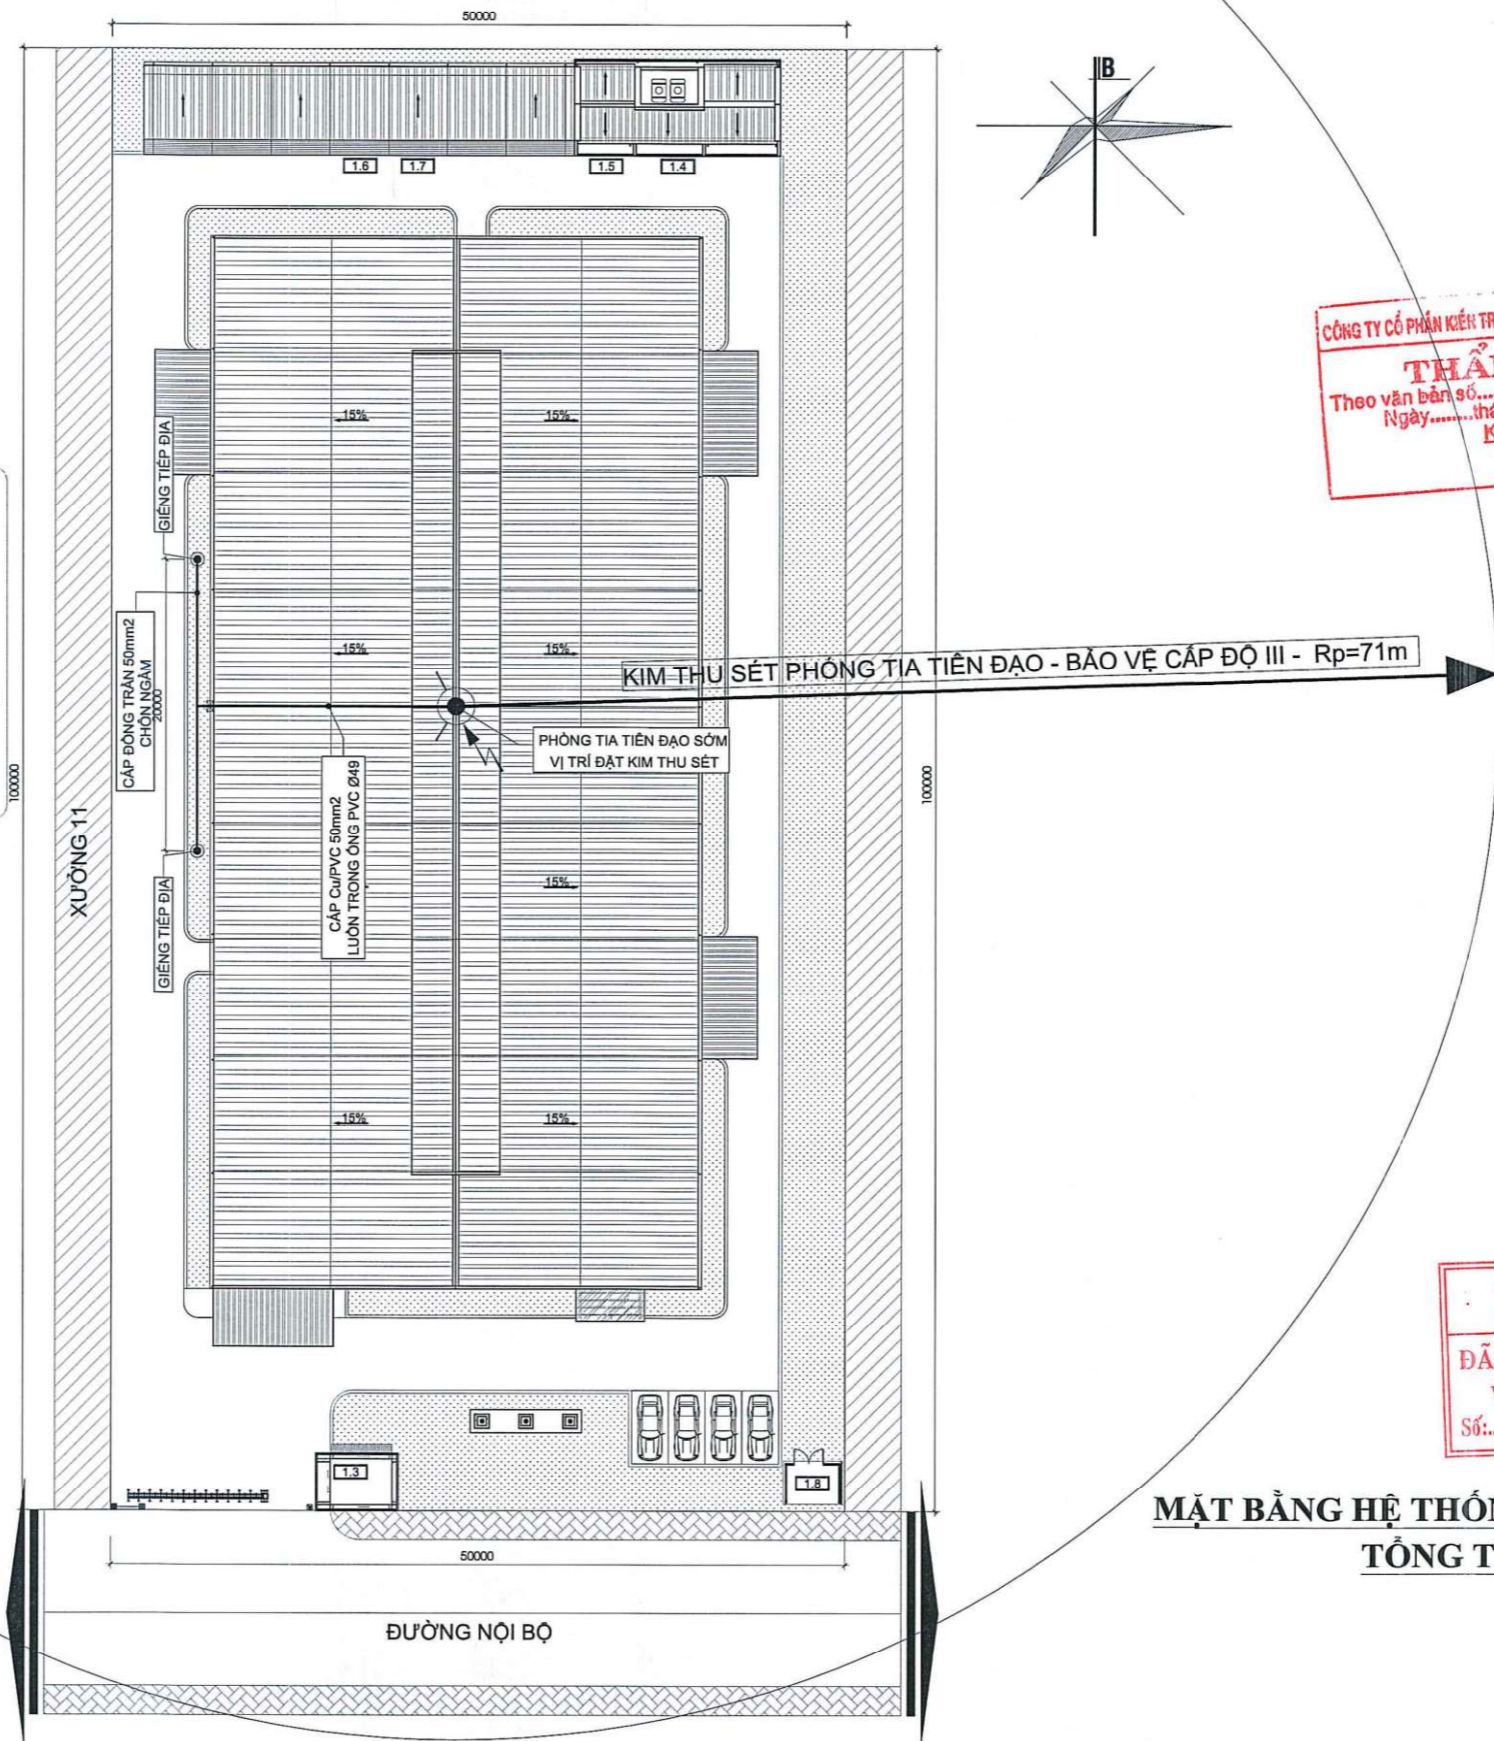 50000
B
1.6
1.7
1.5
1.4
CÔNG TY CỔ PHẦN KIẾN TR
THẨ
Theo văn bản số....
Ngày........thá
K
15%
15%
GIẾNG TIẾP ĐỊA
CÁP ĐỒNG TRẦN 50mm2
CHÔN NGẦM
20000
15%
15%
KIM THU SÉT PHÓNG TIA TIÊN ĐẠO - BẢO VỆ CẤP ĐỘ III - Rp=71m
PHÓNG TIA TIÊN ĐẠO SỚM
VỊ TRÍ ĐẶT KIM THU SÉT
CÁP Cu/PVC 50mm2
LUỒN TRONG ỐNG PVC Ø49
100000
XƯỞNG 11
100000
GIẾNG TIẾP ĐỊA
15%
15%
15%
ĐÃ
Số:..
1.3
1.8
MẶT BẰNG HỆ THỐN
TỔNG T
50000
ĐƯỜNG NỘI BỘ